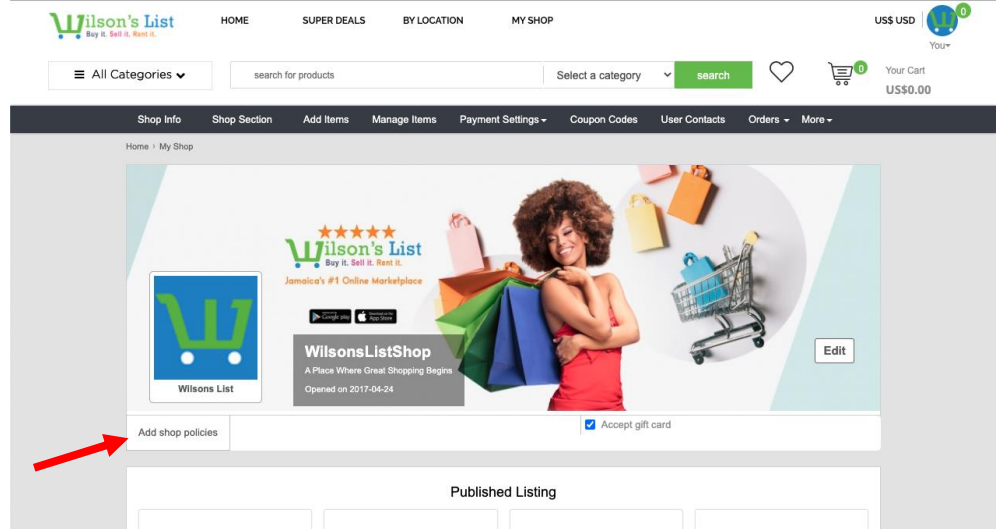 Wilson's List
Buy it. Sell it. Rent it.
HOME SUPER DEALS BY LOCATION MY SHOP
US$ USD
0
You
All Categories
search for products
Select a category
search
0
Your Cart
US$0.00
Shop Info Shop Section Add Items Manage Items Payment Settings Coupon Codes User Contacts Orders More
Home › My Shop
Wilson's List
Buy it. Sell it. Rent it.
Jamaica's #1 Online Marketplace
Google play App Store
WilsonsListShop
A Place Where Great Shopping Begins
Opened on 2017-04-24
Wilsons List
Edit
Add shop policies
Accept gift card
Published Listing